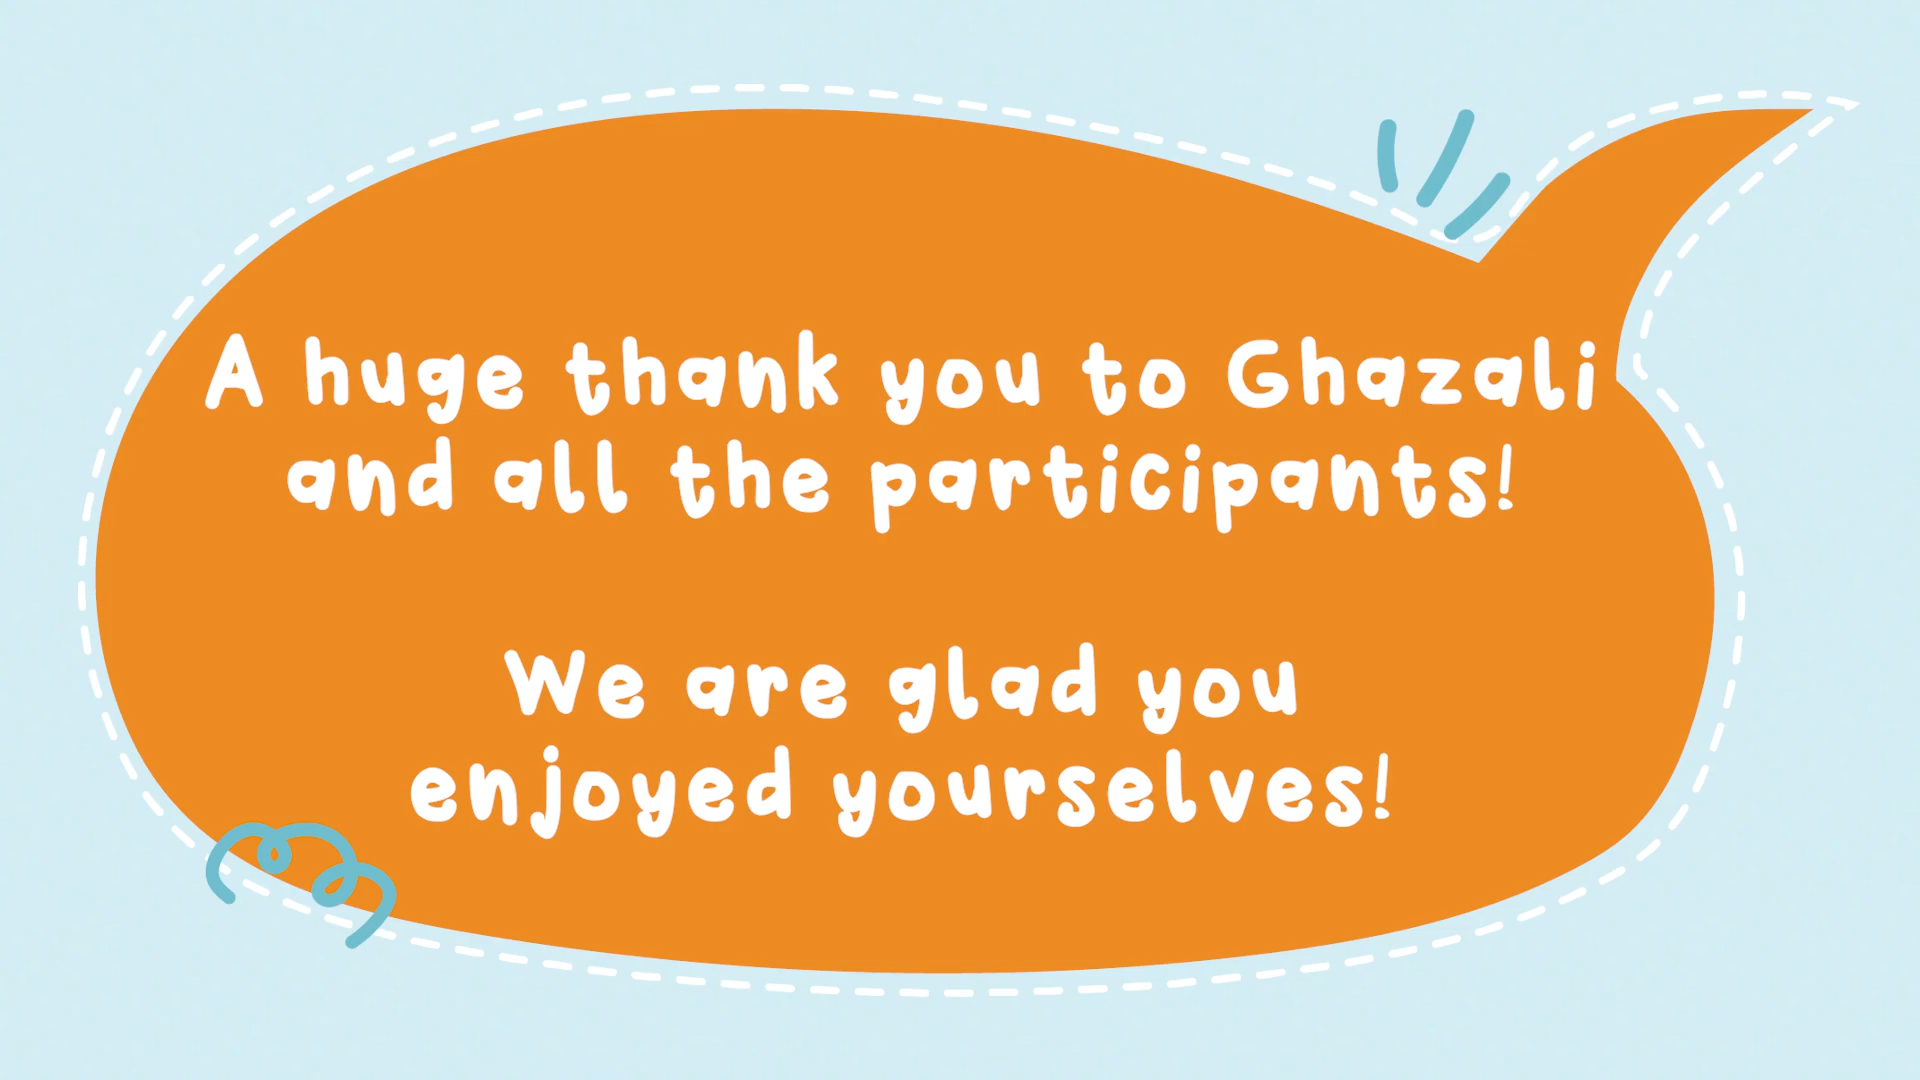 A huge thank you to Ghazali
and all the participants!
We are glad you
enjoyed yourselves!